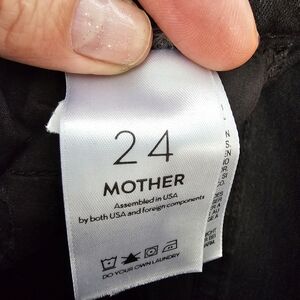 24
MOTHER
Assembled in USA
by both USA and foreign components
DO YOUR OWN LAUNDRY